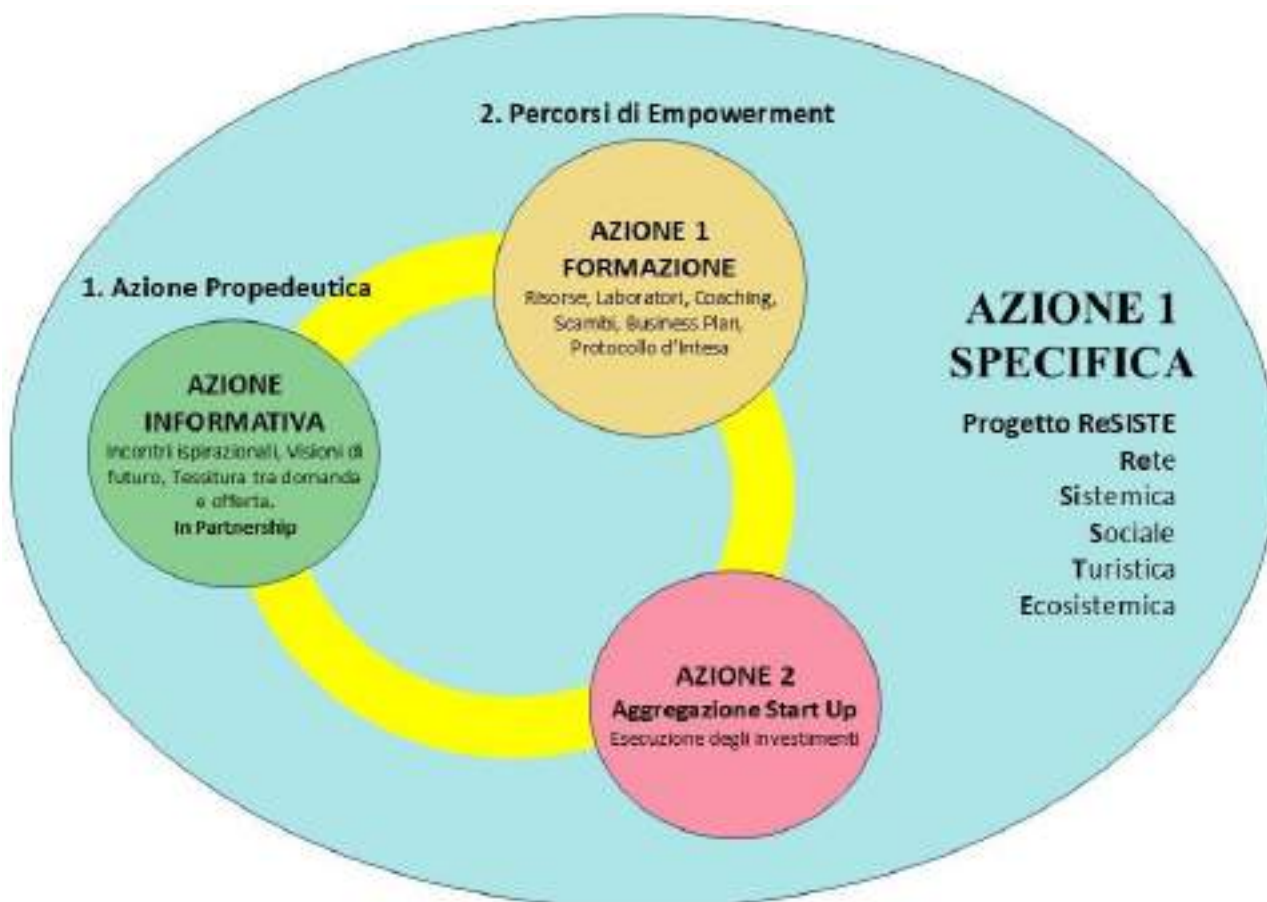 2. Percorsi di Empowerment
1. Azione Propedeutica
AZIONE 1
FORMAZIONE
Risorse, Laboratori, Coaching,
Scambi, Business Plan,
Protocollo d'Intesa
AZIONE
INFORMATIVA
Incontri ispirazionali, Visioni di
futuro, Tessitura tra domanda
e offerta.
In Partnership
AZIONE 2
Aggregazione Start Up
Esecuzione degli investimenti
AZIONE 1
SPECIFICA
Progetto ReSISTE
Rete
Sistemica
Sociale
Turistica
Ecosistemica